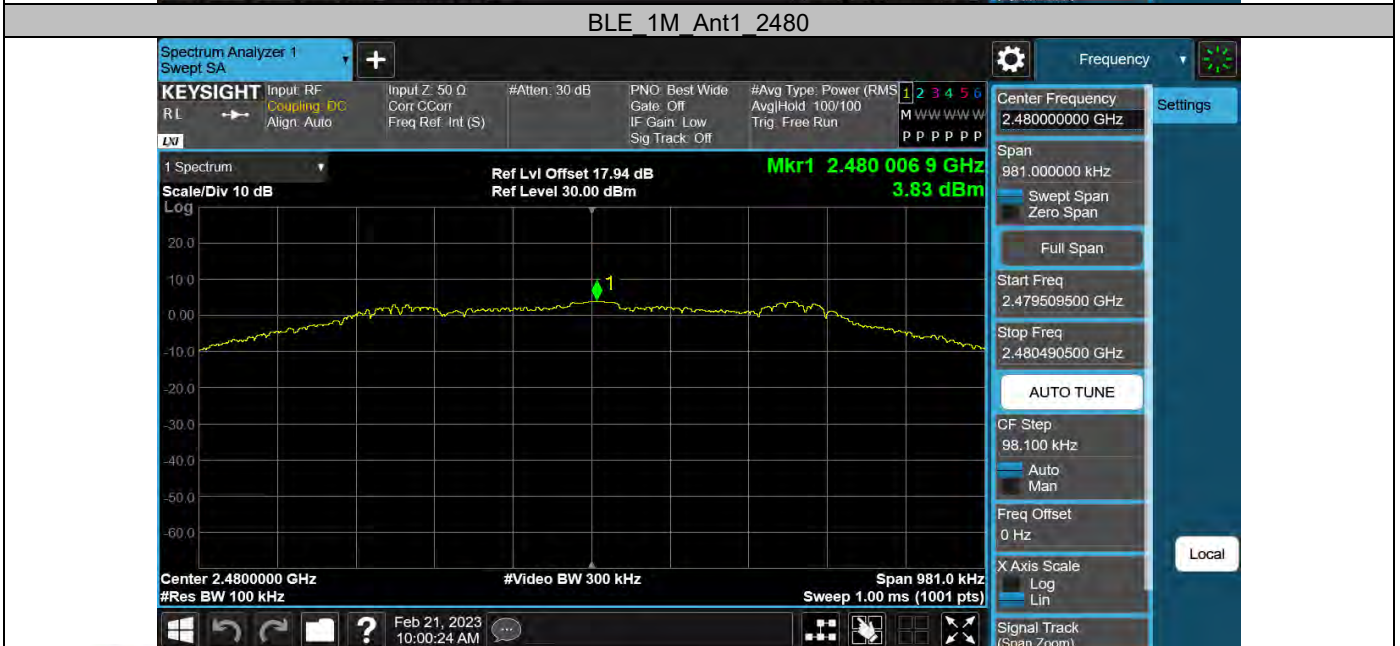 BLE_1M_Ant1_2480
Spectrum Analyzer 1
Swept SA
Frequency
KEYSIGHT
RL
LXI
Input: RF
Coupling: DC
Align: Auto
Input Z: 50 Ω
Corr CCorr
Freq Ref: Int (S)
#Atten: 30 dB
PNO: Best Wide
Gate: Off
IF Gain: Low
Sig Track: Off
#Avg Type: Power (RMS
Avg|Hold: 100/100
Trig: Free Run
1 2 3 4 5 6
M W W W W W
P P P P P P
1 Spectrum
Scale/Div 10 dB
Ref Lvl Offset 17.94 dB
Ref Level 30.00 dBm
Mkr1 2.480 006 9 GHz
3.83 dBm
Log
20.0
10.0
0.00
-10.0
-20.0
-30.0
-40.0
-50.0
-60.0
1
Center 2.4800000 GHz
#Res BW 100 kHz
#Video BW 300 kHz
Span 981.0 kHz
Sweep 1.00 ms (1001 pts)
Feb 21, 2023
10:00:24 AM
Center Frequency
2.480000000 GHz
Settings
Span
981.000000 kHz
Swept Span
Zero Span
Full Span
Start Freq
2.479509500 GHz
Stop Freq
2.480490500 GHz
AUTO TUNE
CF Step
98.100 kHz
Auto
Man
Freq Offset
0 Hz
X Axis Scale
Log
Lin
Local
Signal Track
(Span Zoom)